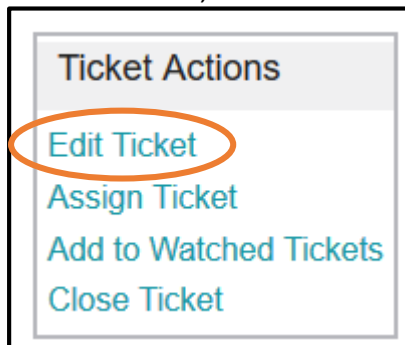 Ticket Actions
Edit Ticket
Assign Ticket
Add to Watched Tickets
Close Ticket